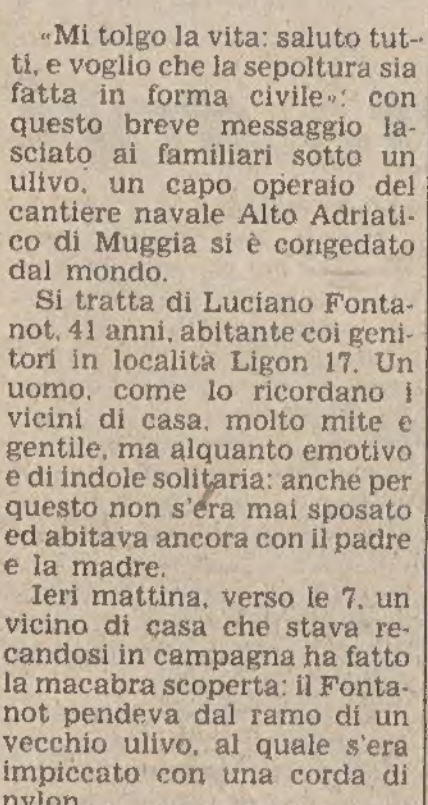 «Mi tolgo la vita: saluto tut-
ti, e voglio che la sepoltura sia
fatta in forma civile»: con
questo breve messaggio la-
sciato ai familiari sotto un
ulivo, un capo operaio del
cantiere navale Alto Adriati-
co di Muggia si è congedato
dal mondo.
Si tratta di Luciano Fonta-
not, 41 anni, abitante coi geni-
tori in località Ligon 17. Un
uomo, come lo ricordano i
vicini di casa, molto mite e
gentile, ma alquanto emotivo
e di indole solitaria: anche per
questo non s'era mai sposato
ed abitava ancora con il padre
e la madre.
Ieri mattina, verso le 7, un
vicino di casa che stava re-
candosi in campagna ha fatto
la macabra scoperta: il Fonta-
not pendeva dal ramo di un
vecchio ulivo, al quale s'era
impiccato con una corda di
nylon